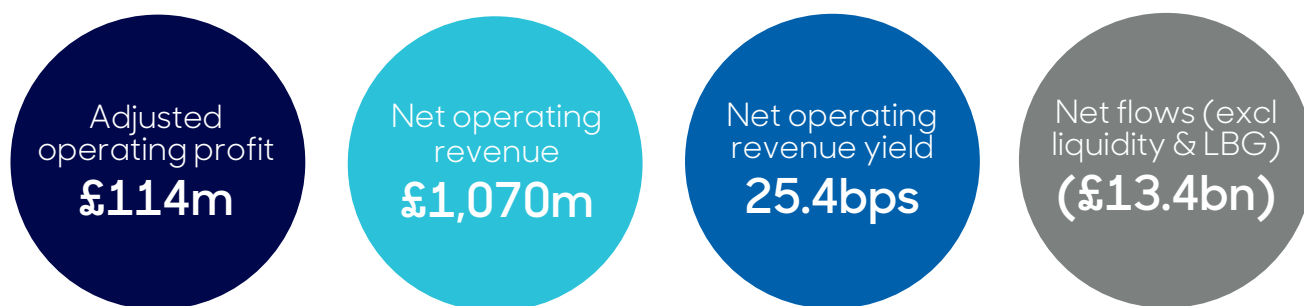 Adjusted
operating profit
£114m
Net operating
revenue
£1,070m
Net operating
revenue yield
25.4bps
Net flows (excl
liquidity & LBG)
(£13.4bn)